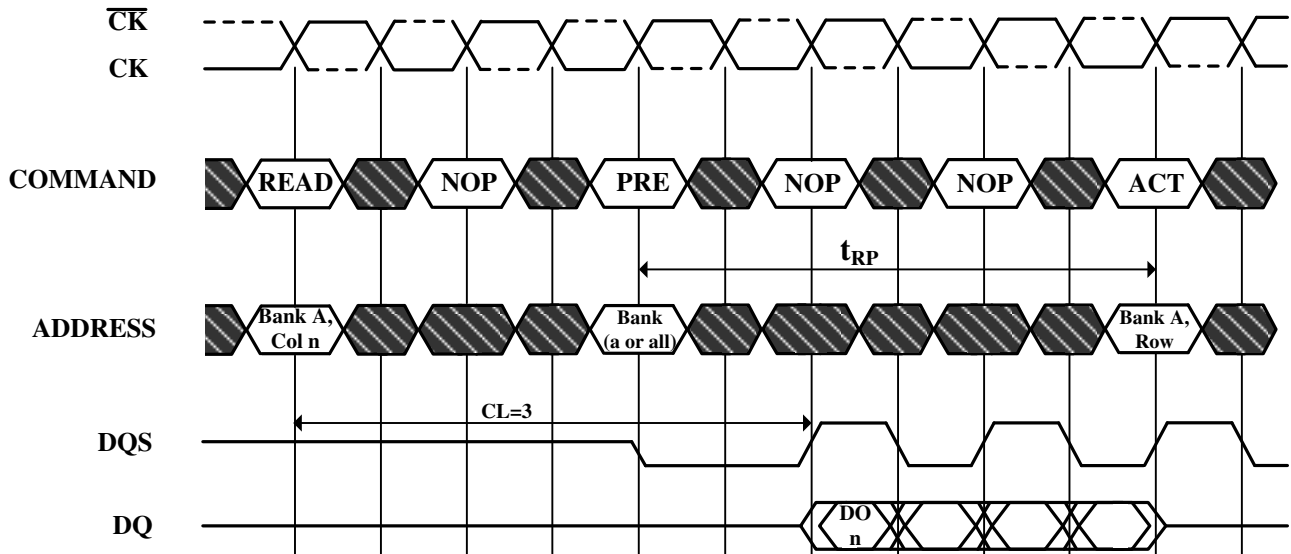 CK
CK
COMMAND
READ
NOP
PRE
NOP
NOP
ACT
tRP
ADDRESS
Bank A,
Col n
Bank
(a or all)
Bank A,
Row
CL=3
DQS
DQ
DO
n